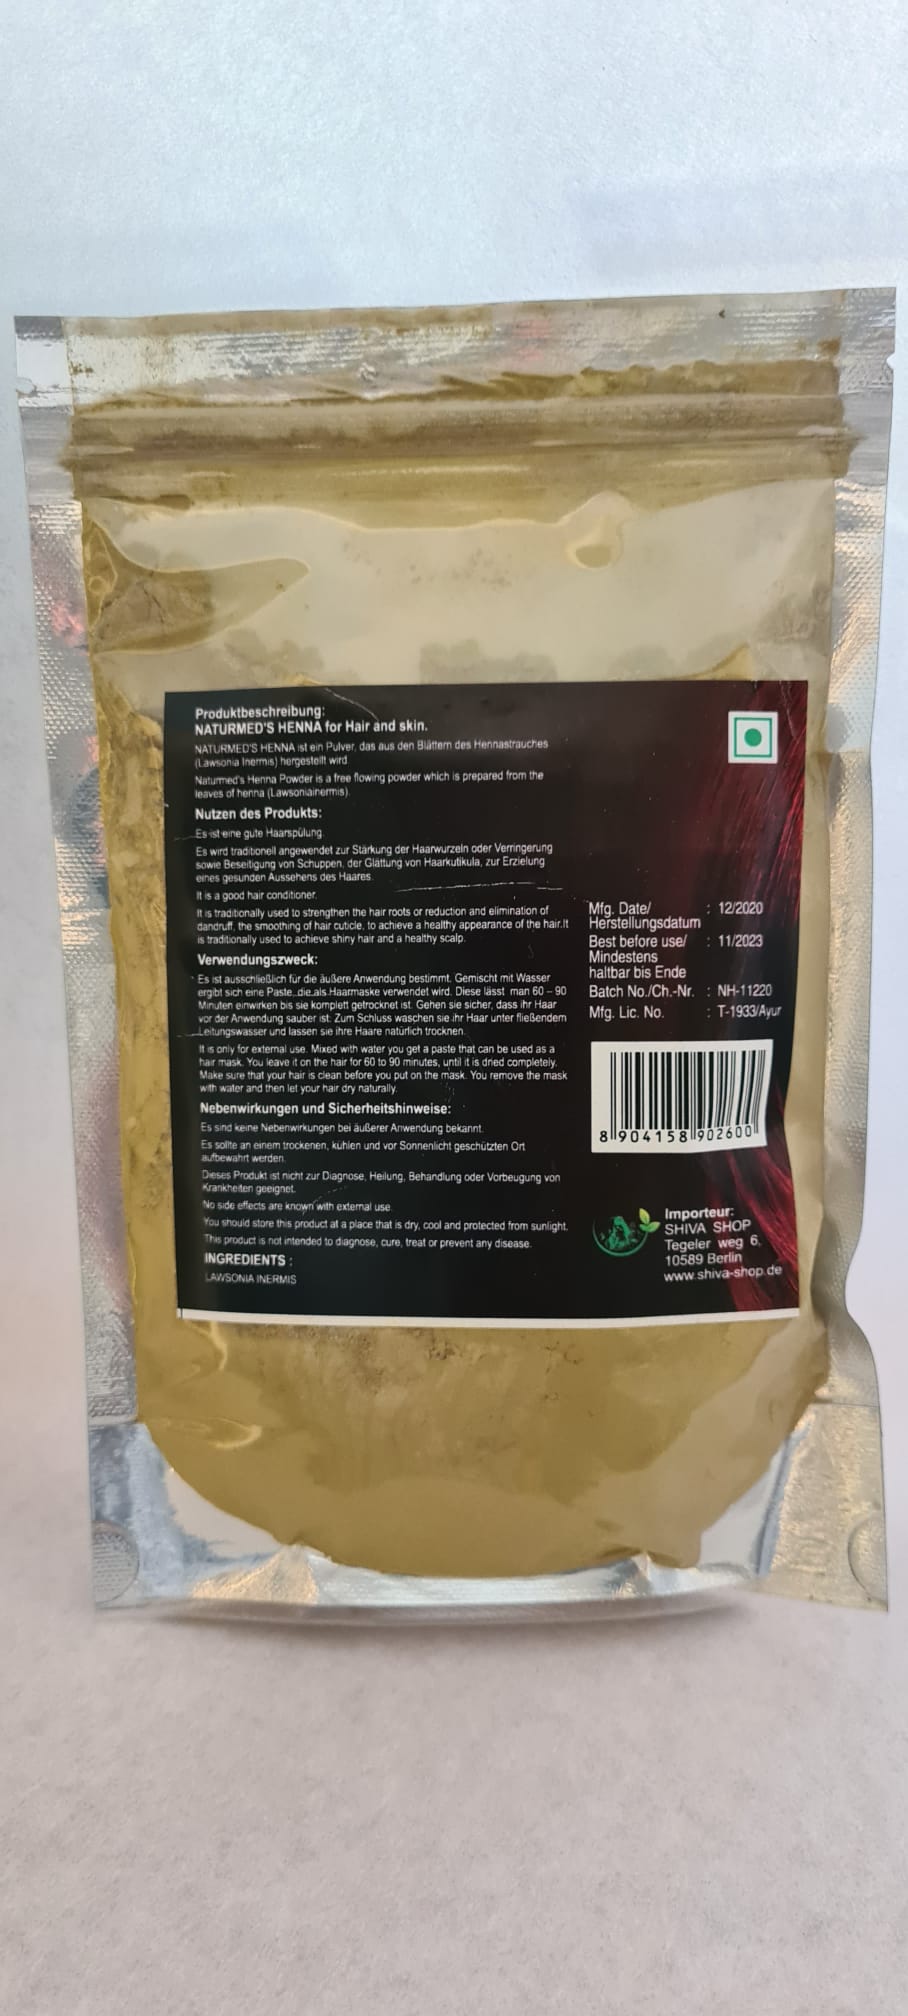 Produktbeschreibung:
NATURMED'S HENNA for Hair and skin.
NATURMED'S HENNA ist ein Pulver, das aus den Blättern des Hennastrauches
(Lawsonia Inermis) hergestellt wird
Naturmed's Henna Powder is a free flowing powder which is prepared from the
leaves of henna (Lawsoniainermis).
Nutzen des Produkts:
Es ist eine gute Haarspülung.
Es wird traditionell angewendet zur Stärkung der Haarwurzeln oder Verringerung
sowie Beseitigung von Schuppen, der Glättung von Haarkutikula, zur Erzielung
eines gesunden Aussehens des Haares.
It is a good hair conditioner.
It is traditionally used to strengthen the hair roots or reduction and elimination of
dandruff, the smoothing of hair cuticle, to achieve a healthy appearance of the hair.It
is traditionally used to achieve shiny hair and a healthy scalp.
Verwendungszweck:
Es ist ausschließlich für die äußere Anwendung bestimmt. Gemischt mit Wasser
ergibt sich eine Paste, die als Haarmaske verwendet wird. Diese lässt man 60 – 90
Minuten einwirken bis sie komplett getrocknet ist. Gehen sie sicher, dass ihr Haar
vor der Anwendung sauber ist. Zum Schluss waschen sie ihr Haar unter fließendem
Leitungswasser und lassen sie ihre Haare natürlich trocknen.
It is only for external use. Mixed with water you get a paste that can be used as a
hair mask. You leave it on the hair for 60 to 90 minutes, until it is dried completely.
Make sure that your hair is clean before you put on the mask. You remove the mask
with water and then let your hair dry naturally.
Nebenwirkungen und Sicherheitshinweise:
Es sind keine Nebenwirkungen bei äußerer Anwendung bekannt.
Es sollte an einem trockenen, kühlen und vor Sonnenlicht geschützten Ort
aufbewahrt werden.
Dieses Produkt ist nicht zur Diagnose, Heilung, Behandlung oder Vorbeugung von
Krankheiten geeignet.
No side effects are known with external use.
You should store this product at a place that is dry, cool and protected from sunlight.
This product is not intended to diagnose, cure, treat or prevent any disease.
INGREDIENTS :
LAWSONIA INERMIS
Mfg. Date/ : 12/2020
Herstellungsdatum
Best before use/ : 11/2023
Mindestens
haltbar bis Ende
Batch No./Ch.-Nr. : NH-11220
Mfg. Lic. No. : T-1933/Ayur
8 904158 902600
Importeur:
SHIVA SHOP
Tegeler weg 6,
10589 Berlin
www.shiva-shop.de